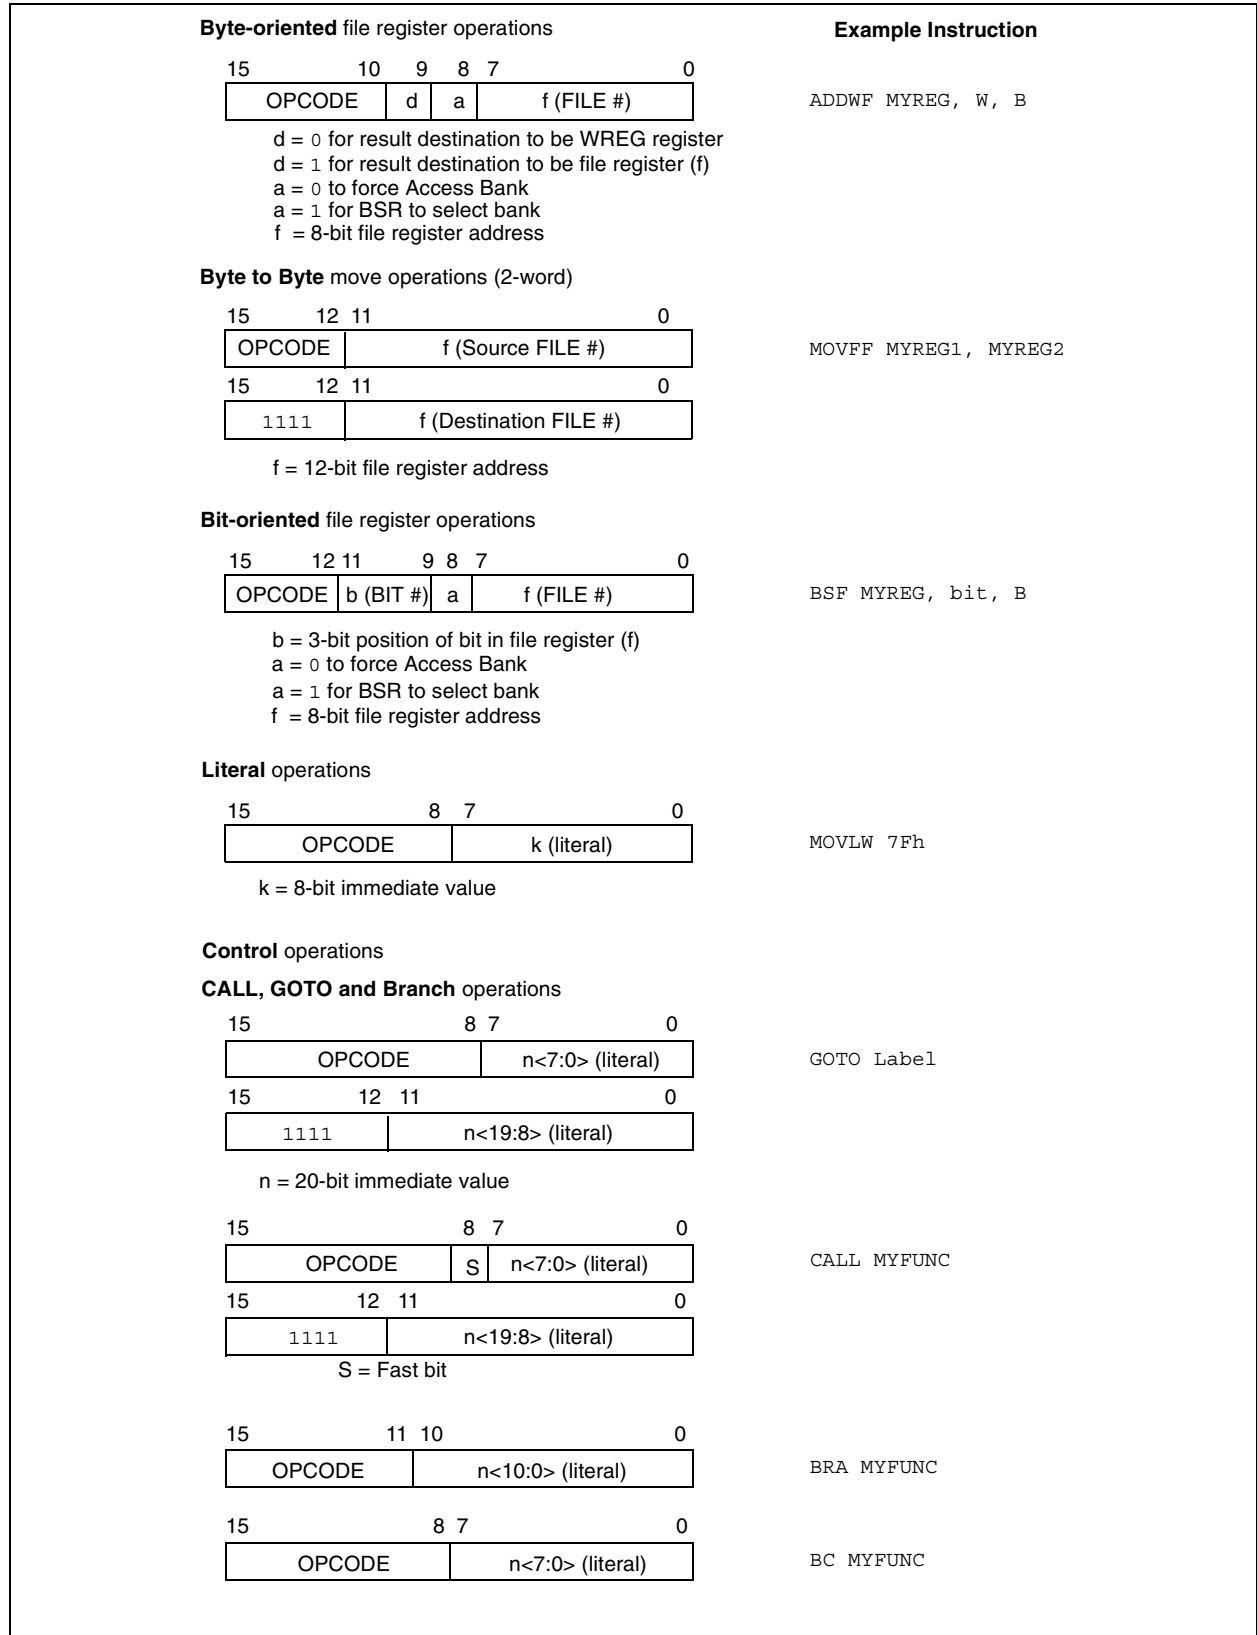 Byte-oriented file register operations Example Instruction
15 10 9 8 7 0
OPCODE d a f (FILE #) ADDWF MYREG, W, B
d = 0 for result destination to be WREG register
d = 1 for result destination to be file register (f)
a = 0 to force Access Bank
a = 1 for BSR to select bank
f = 8-bit file register address
Byte to Byte move operations (2-word)
15 12 11 0
OPCODE f (Source FILE #) MOVFF MYREG1, MYREG2
15 12 11 0
1111 f (Destination FILE #)
f = 12-bit file register address
Bit-oriented file register operations
15 12 11 9 8 7 0
OPCODE b (BIT #) a f (FILE #) BSF MYREG, bit, B
b = 3-bit position of bit in file register (f)
a = 0 to force Access Bank
a = 1 for BSR to select bank
f = 8-bit file register address
Literal operations
15 8 7 0
OPCODE k (literal) MOVLW 7Fh
k = 8-bit immediate value
Control operations
CALL, GOTO and Branch operations
15 8 7 0
OPCODE n<7:0> (literal) GOTO Label
15 12 11 0
1111 n<19:8> (literal)
n = 20-bit immediate value
15 8 7 0
OPCODE S n<7:0> (literal) CALL MYFUNC
15 12 11 0
1111 n<19:8> (literal)
S = Fast bit
15 11 10 0
OPCODE n<10:0> (literal) BRA MYFUNC
15 8 7 0
OPCODE n<7:0> (literal) BC MYFUNC